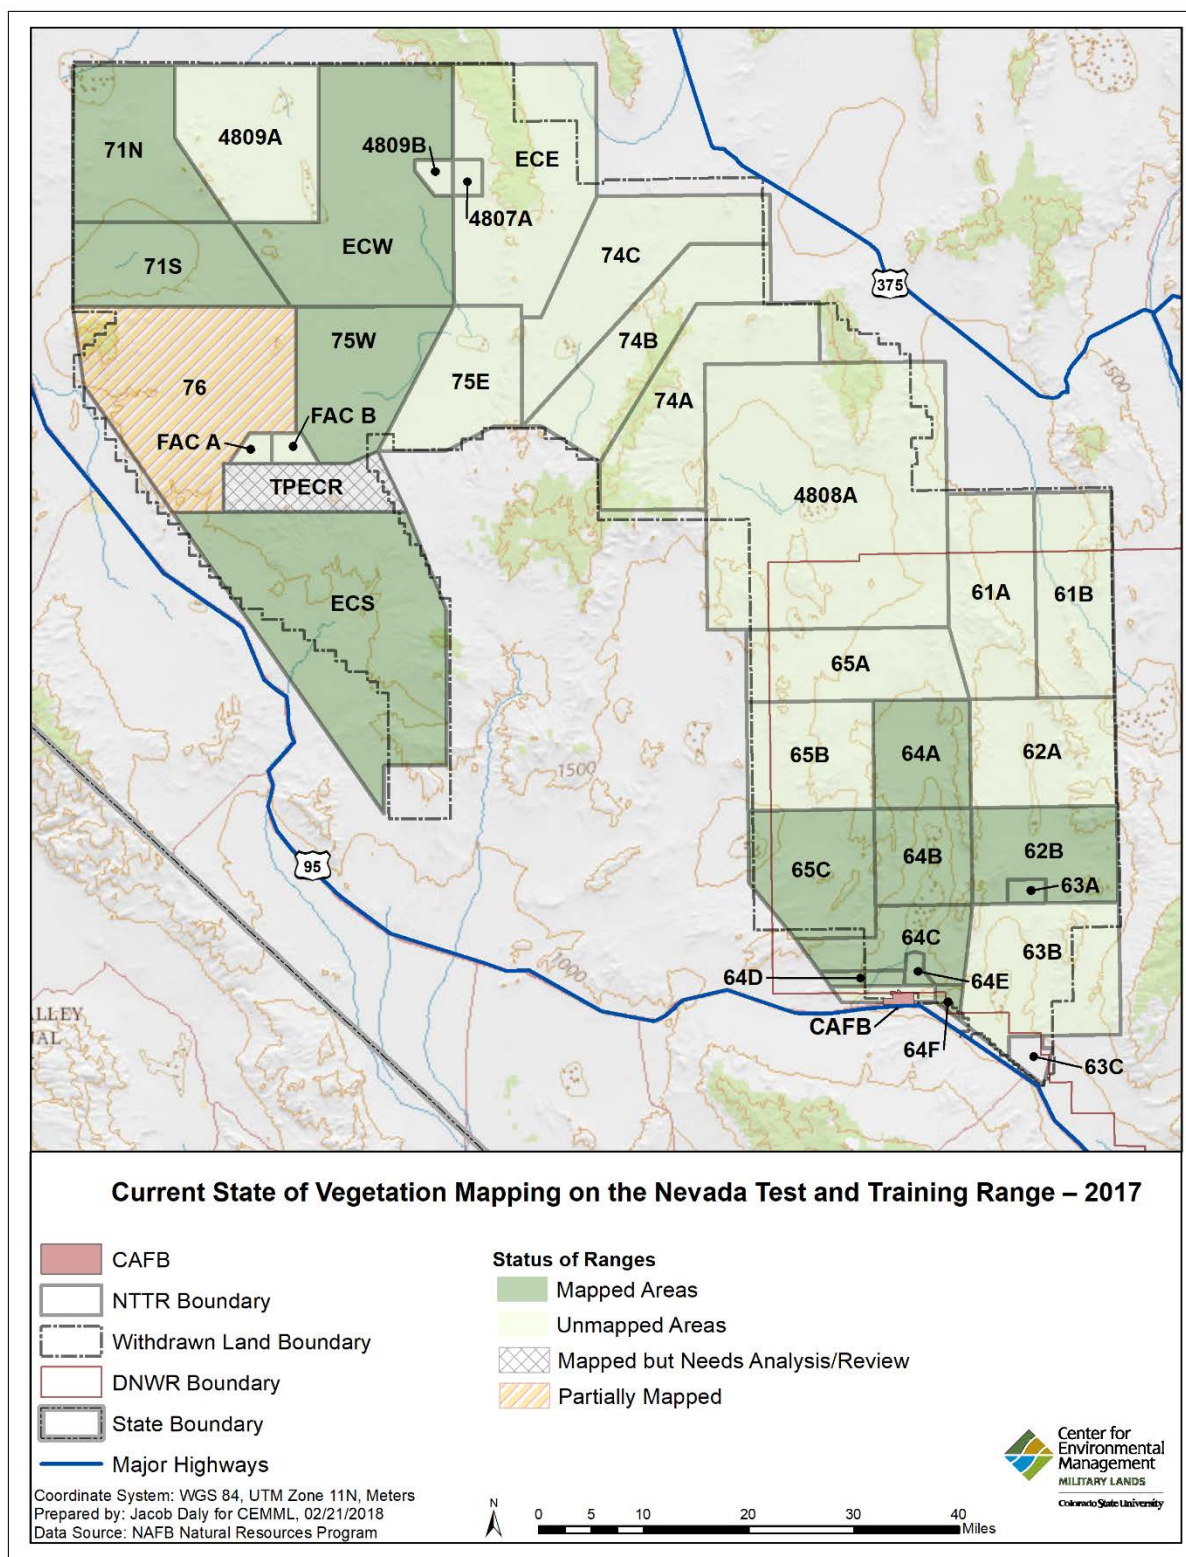 71N
4809A
4809B
ECE
4807A
ECW
71S
74C
375
75W
74B
75E
76
74A
FAC B
FAC A
1500
TPECR
4808A
61A
61B
ECS
65A
65B
64A
62A
1500
64B
62B
65C
95
63A
64C
63B
1000
64D
64E
CAFB
64F
63C
ALLEY
Current State of Vegetation Mapping on the Nevada Test and Training Range – 2017
CAFB
NTTR Boundary
Withdrawn Land Boundary
DNWR Boundary
State Boundary
Major Highways
Status of Ranges
Mapped Areas
Unmapped Areas
Mapped but Needs Analysis/Review
Partially Mapped
Coordinate System: WGS 84, UTM Zone 11N, Meters
Prepared by: Jacob Daly for CEMML, 02/21/2018
Data Source: NAFB Natural Resources Program
N
0 5 10 20 30 40
Miles
Center for
Environmental
Management
MILITARY LANDS
Colorado State University